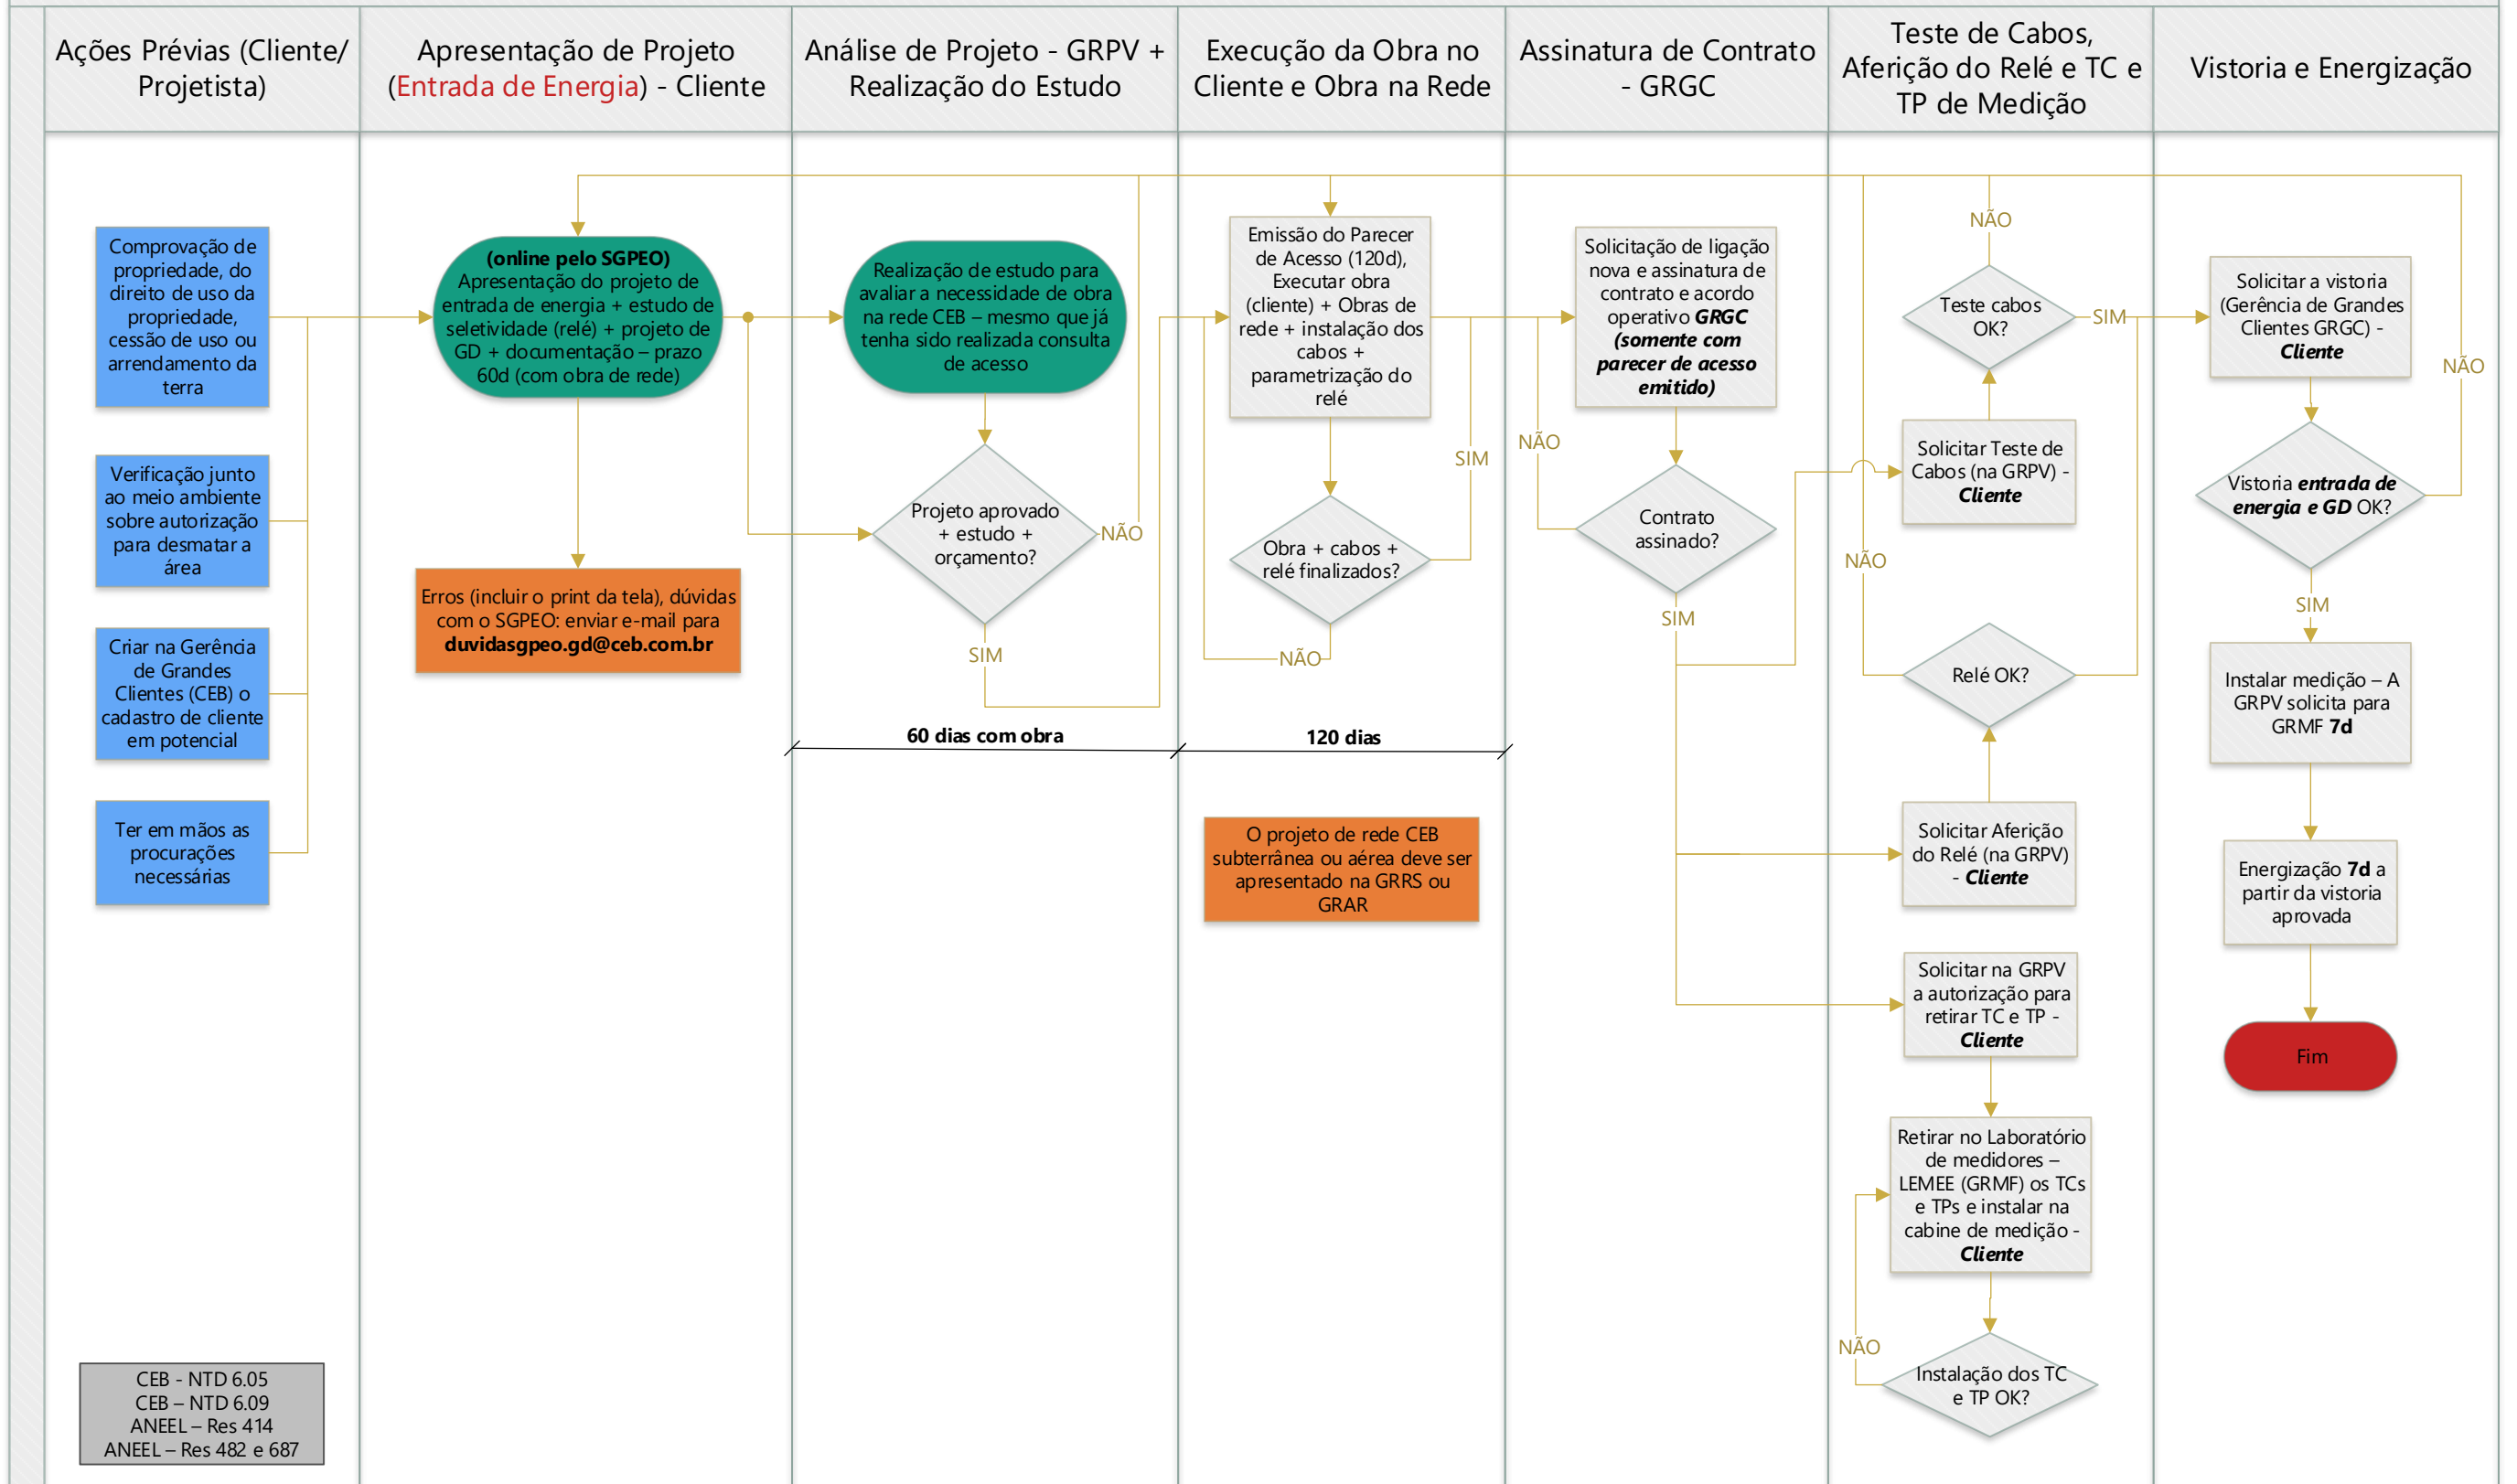 Ações Prévias (Cliente/
Projetista)
Apresentação de Projeto
(Entrada de Energia) - Cliente
Análise de Projeto - GRPV +
Realização do Estudo
Execução da Obra no
Cliente e Obra na Rede
Assinatura de Contrato
- GRGC
Teste de Cabos,
Aferição do Relé e TC e
TP de Medição
Vistoria e Energização
Comprovação de
propriedade, do
direito de uso da
propriedade,
cessão de uso ou
arrendamento da
terra
Verificação junto
ao meio ambiente
sobre autorização
para desmatar a
área
Criar na Gerência
de Grandes
Clientes (CEB) o
cadastro de cliente
em potencial
Ter em mãos as
procurações
necessárias
CEB - NTD 6.05
CEB – NTD 6.09
ANEEL – Res 414
ANEEL – Res 482 e 687
(online pelo SGPEO)
Apresentação do projeto de
entrada de energia + estudo de
seletividade (relé) + projeto de
GD + documentação – prazo
60d (com obra de rede)
Erros (incluir o print da tela), dúvidas
com o SGPEO: enviar e-mail para
duvidasgpeo.gd@ceb.com.br
Realização de estudo para
avaliar a necessidade de obra
na rede CEB – mesmo que já
tenha sido realizada consulta
de acesso
Projeto aprovado
+ estudo +
orçamento?
NÃO
SIM
60 dias com obra
Emissão do Parecer
de Acesso (120d),
Executar obra
(cliente) + Obras de
rede + instalação dos
cabos +
parametrização do
relé
SIM
Obra + cabos +
relé finalizados?
NÃO
120 dias
O projeto de rede CEB
subterrânea ou aérea deve ser
apresentado na GRRS ou
GRAR
Solicitação de ligação
nova e assinatura de
contrato e acordo
operativo GRGC
(somente com
parecer de acesso
emitido)
NÃO
Contrato
assinado?
SIM
NÃO
Teste cabos
OK?
SIM
Solicitar Teste de
Cabos (na GRPV) -
Cliente
NÃO
Relé OK?
Solicitar Aferição
do Relé (na GRPV)
- Cliente
Solicitar na GRPV
a autorização para
retirar TC e TP -
Cliente
Retirar no Laboratório
de medidores –
LEMEE (GRMF) os TCs
e TPs e instalar na
cabine de medição -
Cliente
NÃO
Instalação dos TC
e TP OK?
Solicitar a vistoria
(Gerência de Grandes
Clientes GRGC) -
Cliente
NÃO
Vistoria entrada de
energia e GD OK?
SIM
Instalar medição – A
GRPV solicita para
GRMF 7d
Energização 7d a
partir da vistoria
aprovada
Fim